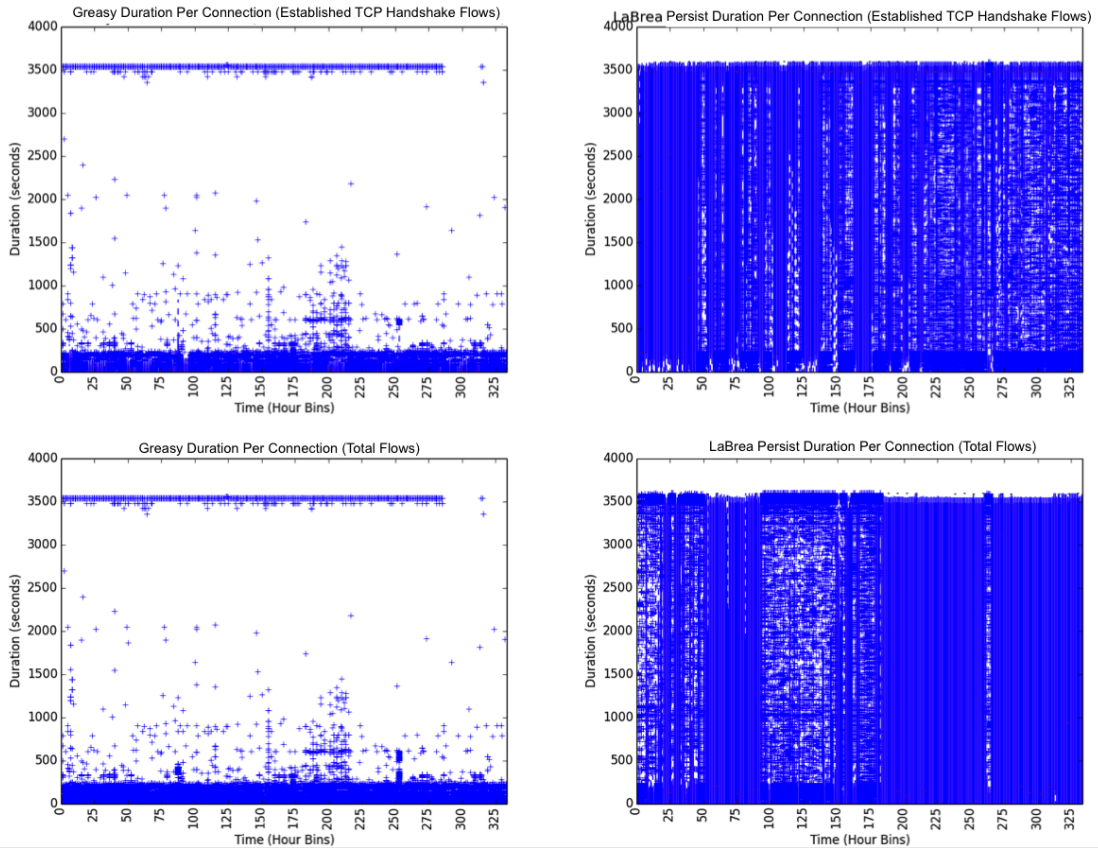 Greasy Duration Per Connection (Established TCP Handshake Flows)
4000
3500
3000
2500
2000
1500
1000
500
0
Duration (seconds)
0 25 50 75 100 125 150 175 200 225 250 275 300 325
Time (Hour Bins)
LaBrea Persist Duration Per Connection (Established TCP Handshake Flows)
4000
3500
3000
2500
2000
1500
1000
500
0
Duration (seconds)
0 25 50 75 100 125 150 175 200 225 250 275 300 325
Time (Hour Bins)
Greasy Duration Per Connection (Total Flows)
4000
3500
3000
2500
2000
1500
1000
500
0
Duration (seconds)
0 25 50 75 100 125 150 175 200 225 250 275 300 325
Time (Hour Bins)
LaBrea Persist Duration Per Connection (Total Flows)
4000
3500
3000
2500
2000
1500
1000
500
0
Duration (seconds)
0 25 50 75 100 125 150 175 200 225 250 275 300 325
Time (Hour Bins)